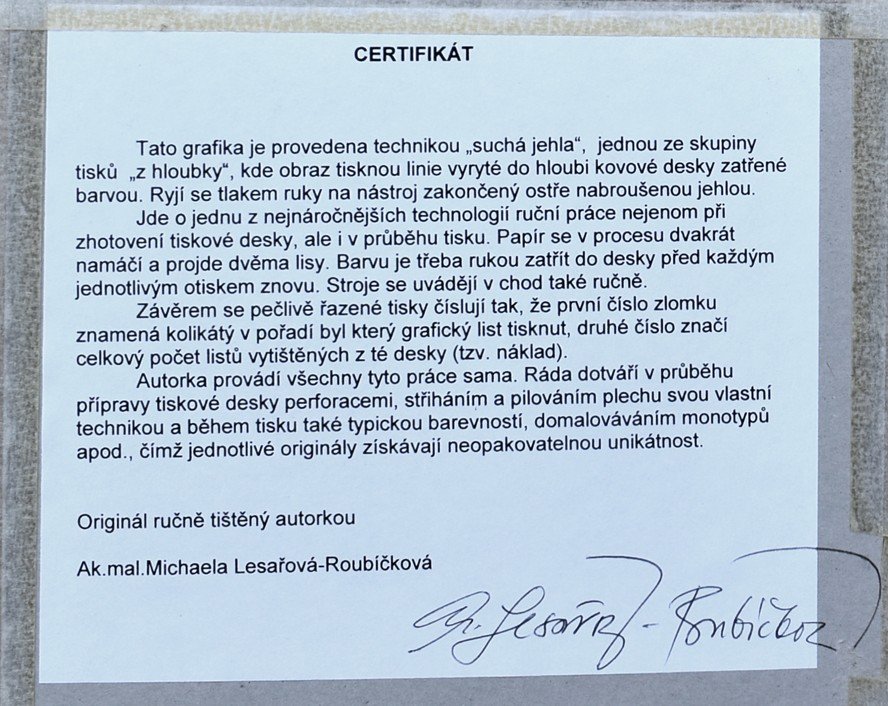 CERTIFIKÁT
Tato grafika je provedena technikou „suchá jehla“, jednou ze skupiny
tisků „z hloubky“, kde obraz tisknou linie vyryté do hloubi kovové desky zatřené
barvou. Ryjí se tlakem ruky na nástroj zakončený ostře nabroušenou jehlou.
Jde o jednu z nejnáročnějších technologií ruční práce nejenom při
zhotovení tiskové desky, ale i v průběhu tisku. Papír se v procesu dvakrát
namáčí a projde dvěma lisy. Barvu je třeba rukou zatřít do desky před každým
jednotlivým otiskem znovu. Stroje se uvádějí v chod také ručně.
Závěrem se pečlivě řazené tisky číslují tak, že první číslo zlomku
znamená kolikátý v pořadí byl který grafický list tisknut, druhé číslo značí
celkový počet listů vytištěných z té desky (tzv. náklad).
Autorka provádí všechny tyto práce sama. Ráda dotváří v průběhu
přípravy tiskové desky perforacemi, stříháním a pilováním plechu svou vlastní
technikou a během tisku také typickou barevností, domalováváním monotypů
apod., čímž jednotlivé originály získávají neopakovatelnou unikátnost.
Originál ručně tištěný autorkou
Ak.mal.Michaela Lesařová-Roubíčková